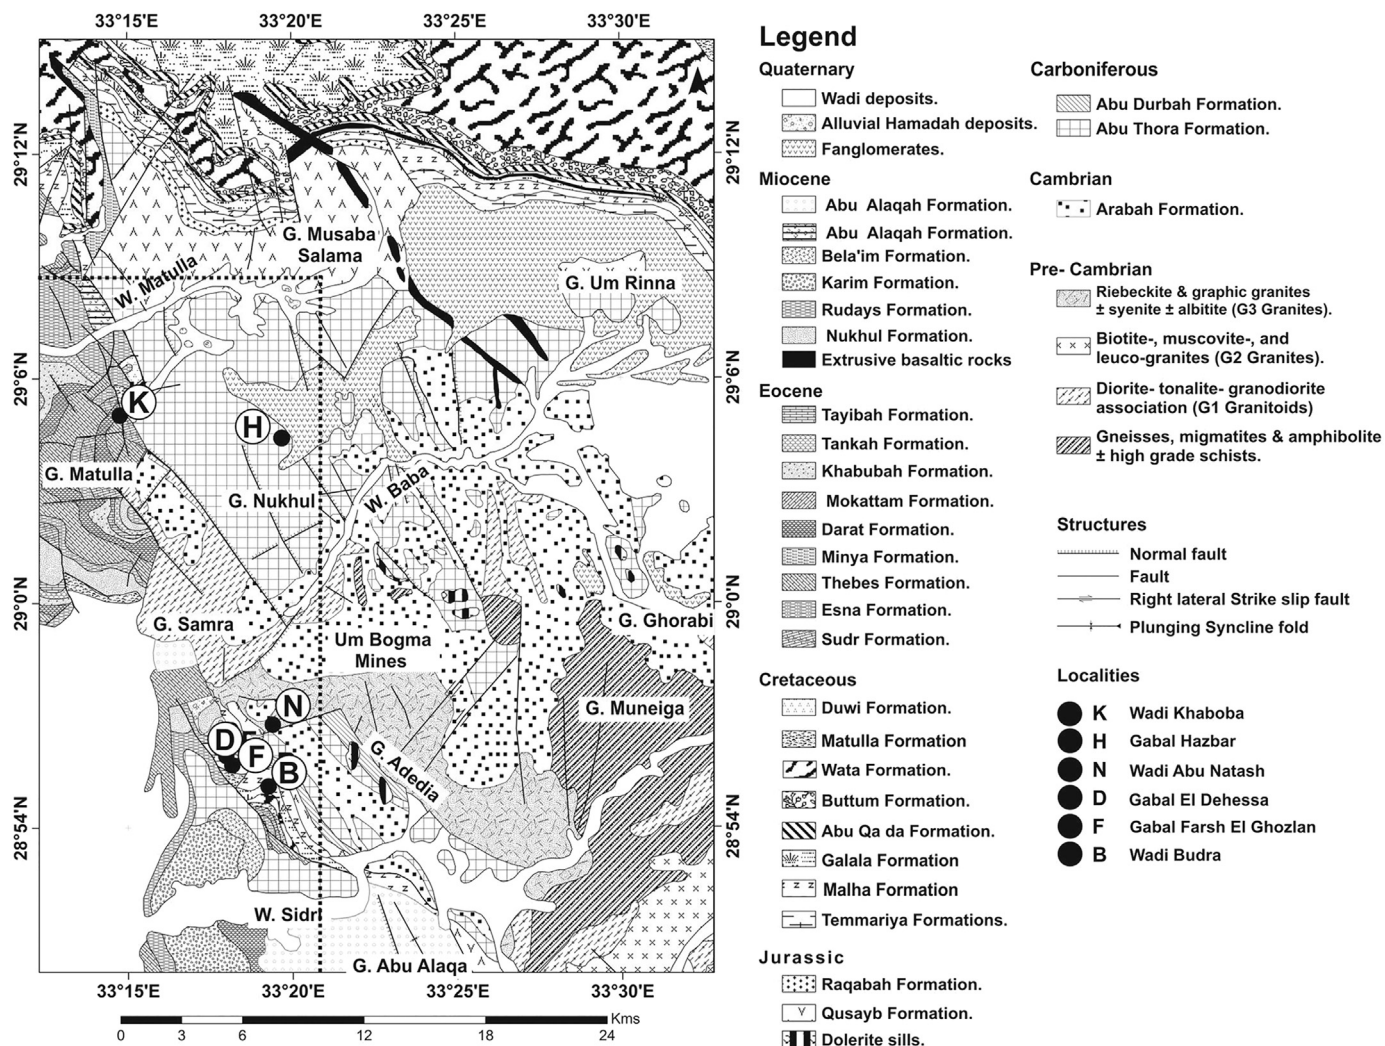 33°15'E 33°20'E 33°25'E 33°30'E
29°12'N
29°6'N
29°0'N
28°54'N
29°12'N
29°6'N
29°0'N
28°54'N
G. Musaba
Salama
W. Matulla
G. Um Rinna
K
H
G. Matulla
G. Nukhul
W. Baba
G. Samra
Um Bogma
Mines
G. Ghorabi
G. Muneiga
N
D
F
B
G. Adedia
W. Sidri
G. Abu Alaqa
33°15'E 33°20'E 33°25'E 33°30'E
0 3 6 12 18 24
Kms
Legend
Quaternary
Wadi deposits.
Alluvial Hamadah deposits.
Fanglomerates.
Miocene
Abu Alaqah Formation.
Abu Alaqah Formation.
Bela'im Formation.
Karim Formation.
Rudays Formation.
Nukhul Formation.
Extrusive basaltic rocks
Eocene
Tayibah Formation.
Tankah Formation.
Khabubah Formation.
Mokattam Formation.
Darat Formation.
Minya Formation.
Thebes Formation.
Esna Formation.
Sudr Formation.
Cretaceous
Duwi Formation.
Matulla Formation
Wata Formation.
Buttum Formation.
Abu Qa da Formation.
Galala Formation
Malha Formation
Temmariya Formations.
Jurassic
Raqabah Formation.
Qusayb Formation.
Dolerite sills.
Carboniferous
Abu Durbah Formation.
Abu Thora Formation.
Cambrian
Arabah Formation.
Pre- Cambrian
Riebeckite & graphic granites
± syenite ± albitite (G3 Granites).
Biotite-, muscovite-, and
leuco-granites (G2 Granites).
Diorite- tonalite- granodiorite
association (G1 Granitoids)
Gneisses, migmatites & amphibolite
± high grade schists.
Structures
Normal fault
Fault
Right lateral Strike slip fault
Plunging Syncline fold
Localities
K Wadi Khaboba
H Gabal Hazbar
N Wadi Abu Natash
D Gabal El Dehessa
F Gabal Farsh El Ghozlan
B Wadi Budra